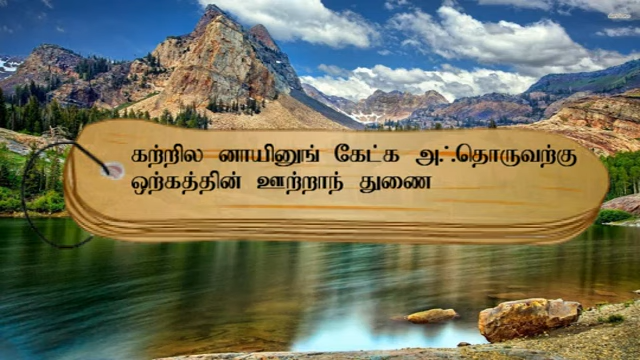 கற்றில னாயினுங் கேட்க அஃதொருவற்கு
ஒற்கத்தின் ஊற்றாந் துணை